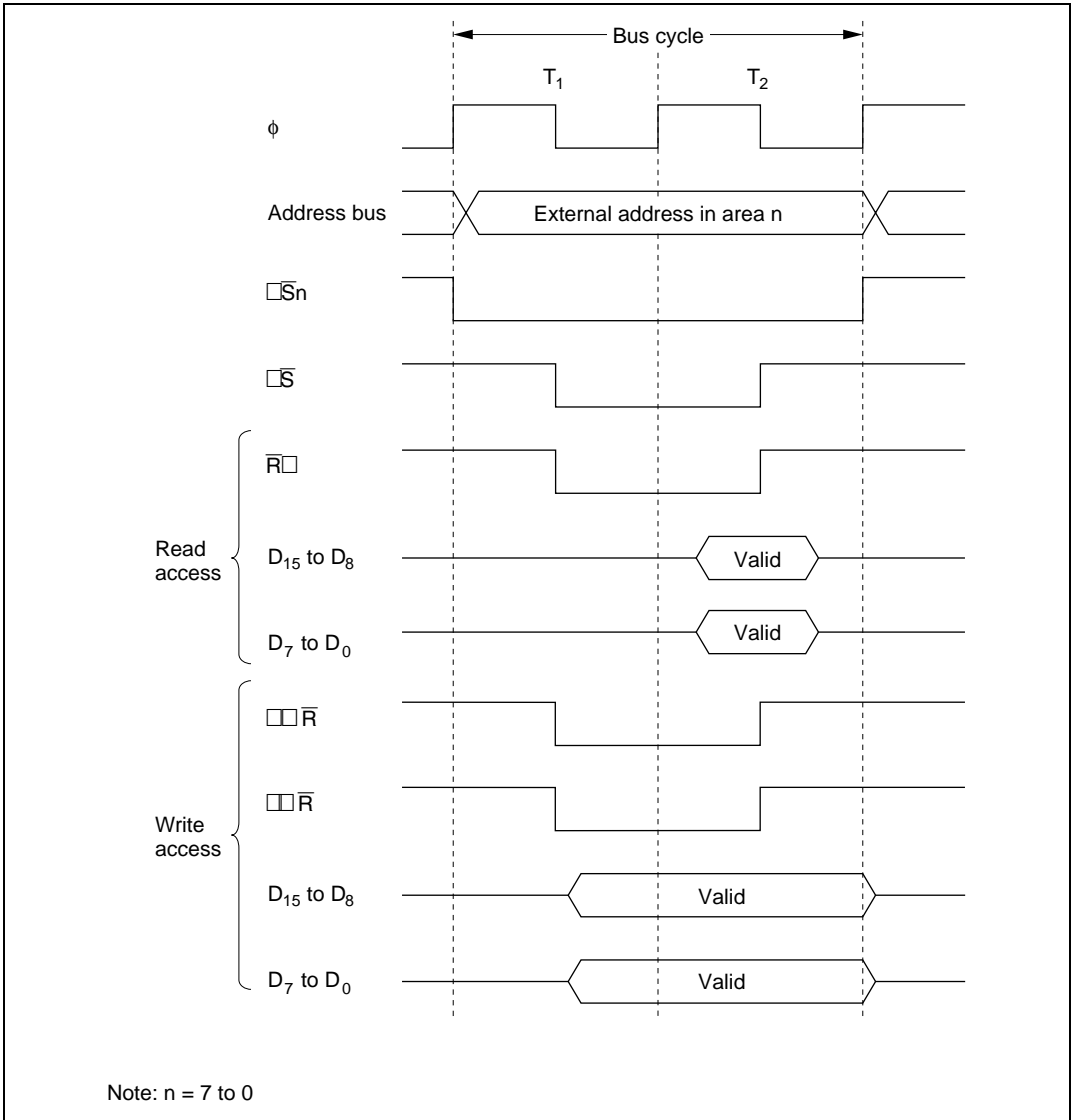 Bus cycle
T₁ T₂
ϕ
Address bus External address in area n
□S̅n
□S̅
Read access
R̅□
D₁₅ to D₈ Valid
D₇ to D₀ Valid
Write access
□□R̅
□□R̅
D₁₅ to D₈ Valid
D₇ to D₀ Valid
Note: n = 7 to 0